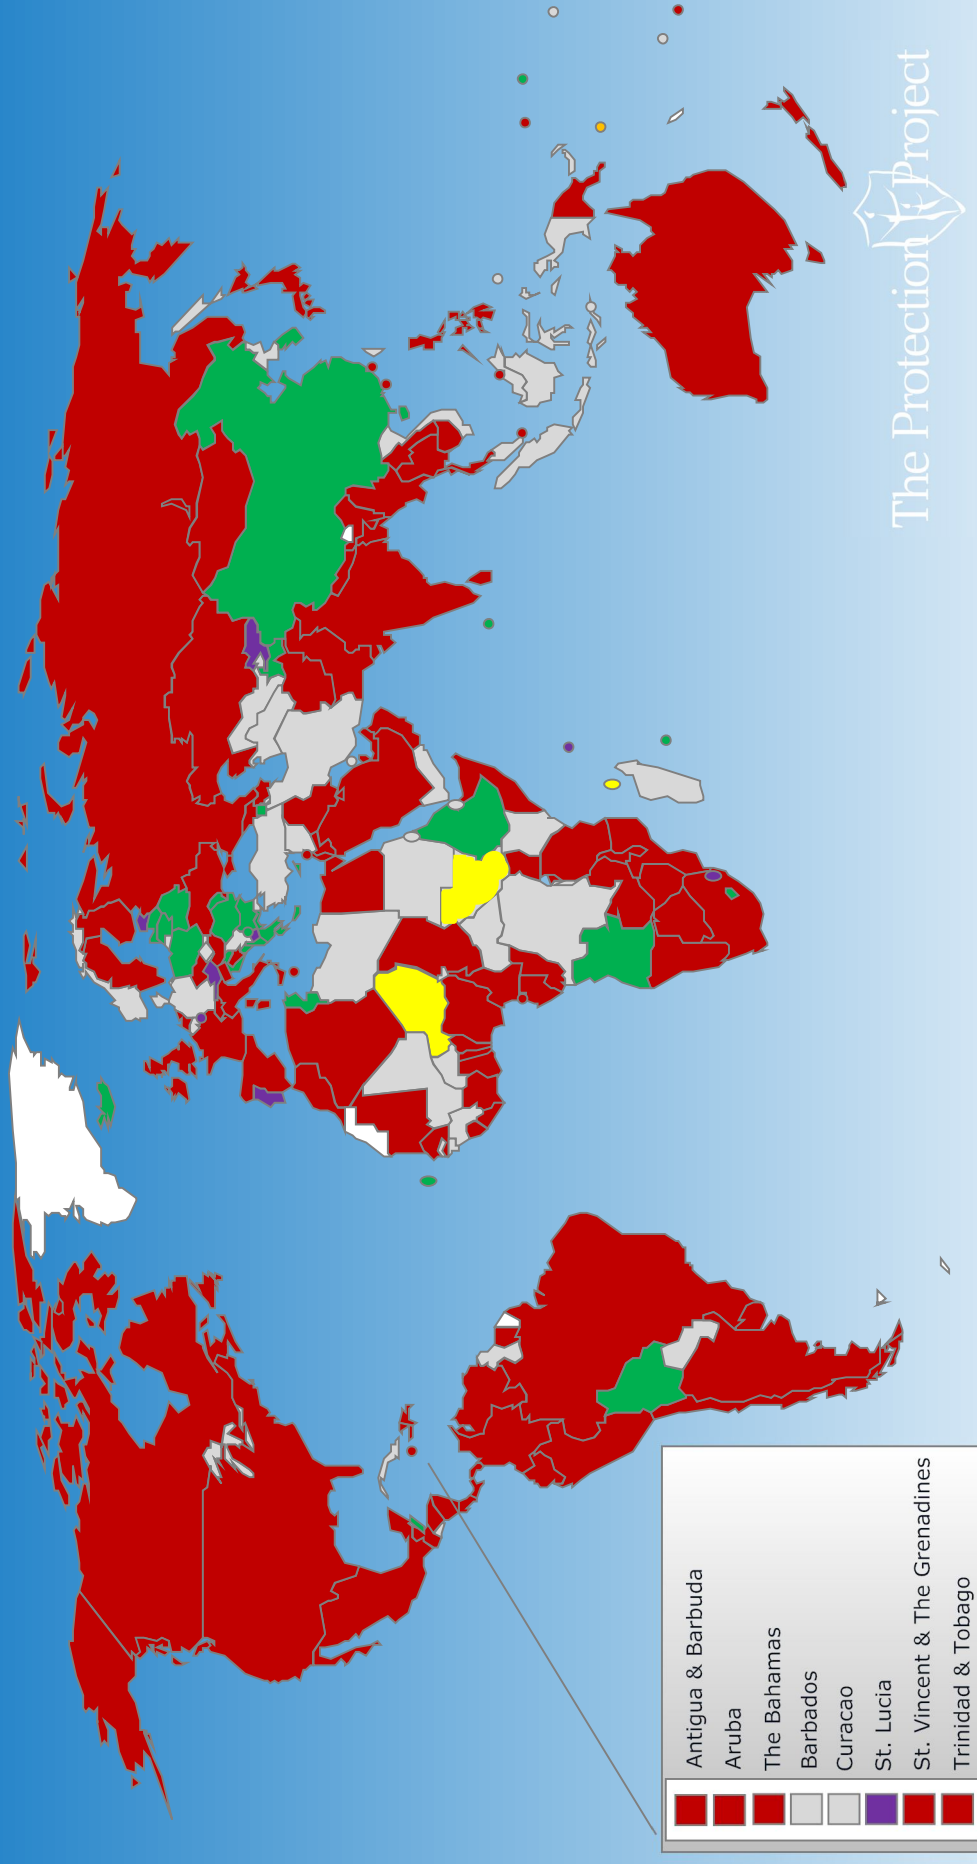 The Protection Project
Antigua & Barbuda
Aruba
The Bahamas
Barbados
Curacao
St. Lucia
St. Vincent & The Grenadines
Trinidad & Tobago